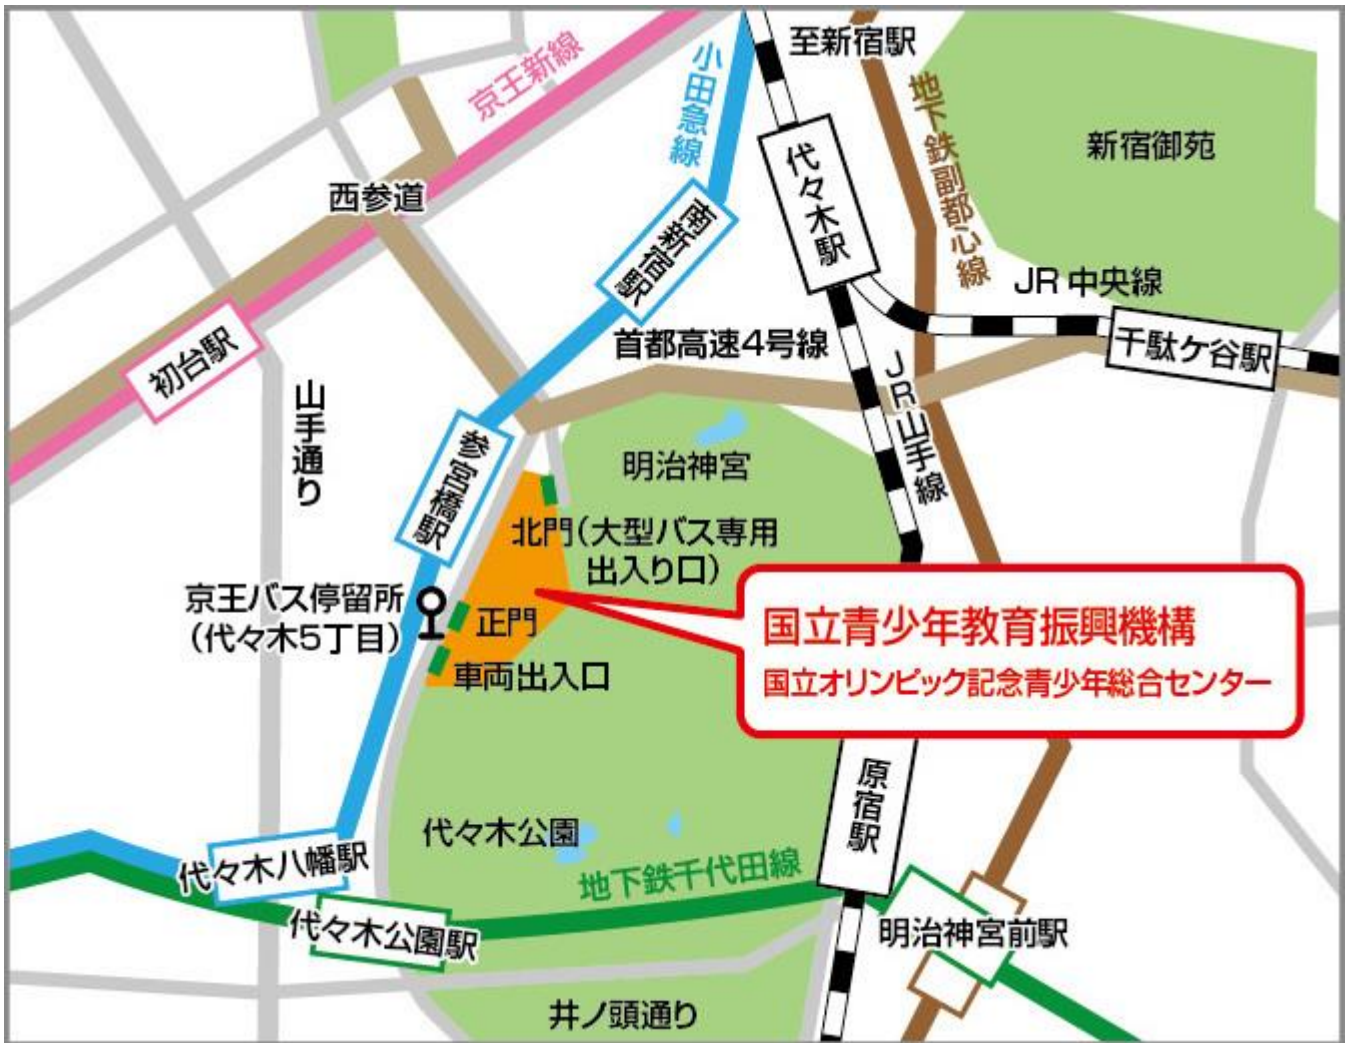 至新宿駅
小田急線
京王新線
地下鉄副都心線
新宿御苑
代々木駅
西参道
南新宿駅
JR 中央線
首都高速4号線
千駄ケ谷駅
初台駅
山手通り
JR山手線
参宮橋駅
明治神宮
北門(大型バス専用
出入り口)
京王バス停留所
(代々木5丁目)
正門
車両出入口
国立青少年教育振興機構
国立オリンピック記念青少年総合センター
原宿駅
代々木公園
代々木八幡駅
地下鉄千代田線
代々木公園駅
明治神宮前駅
井ノ頭通り